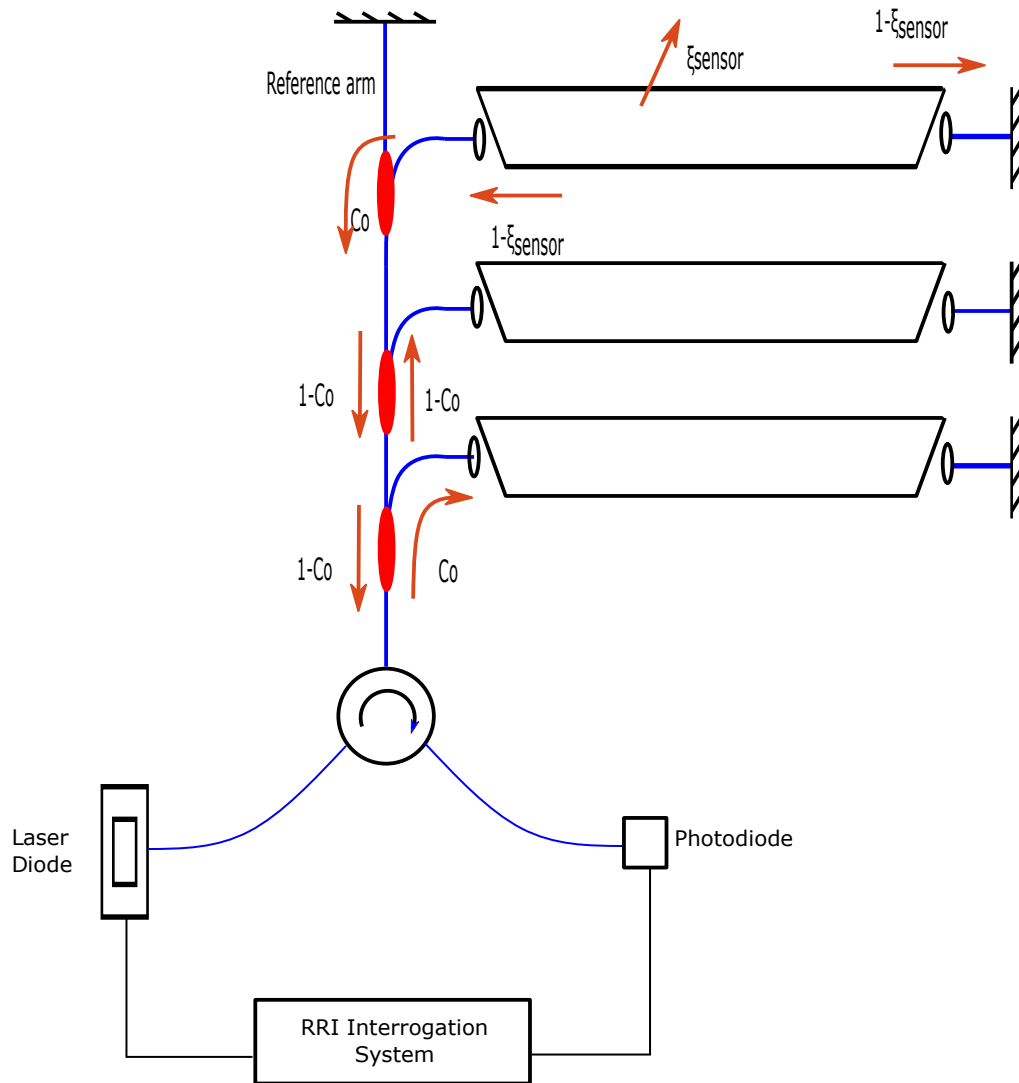 1-ξsensor
ξsensor
Reference arm
Co
1-ξsensor
1-Co
1-Co
1-Co
Co
Laser
Diode
Photodiode
RRI Interrogation
System